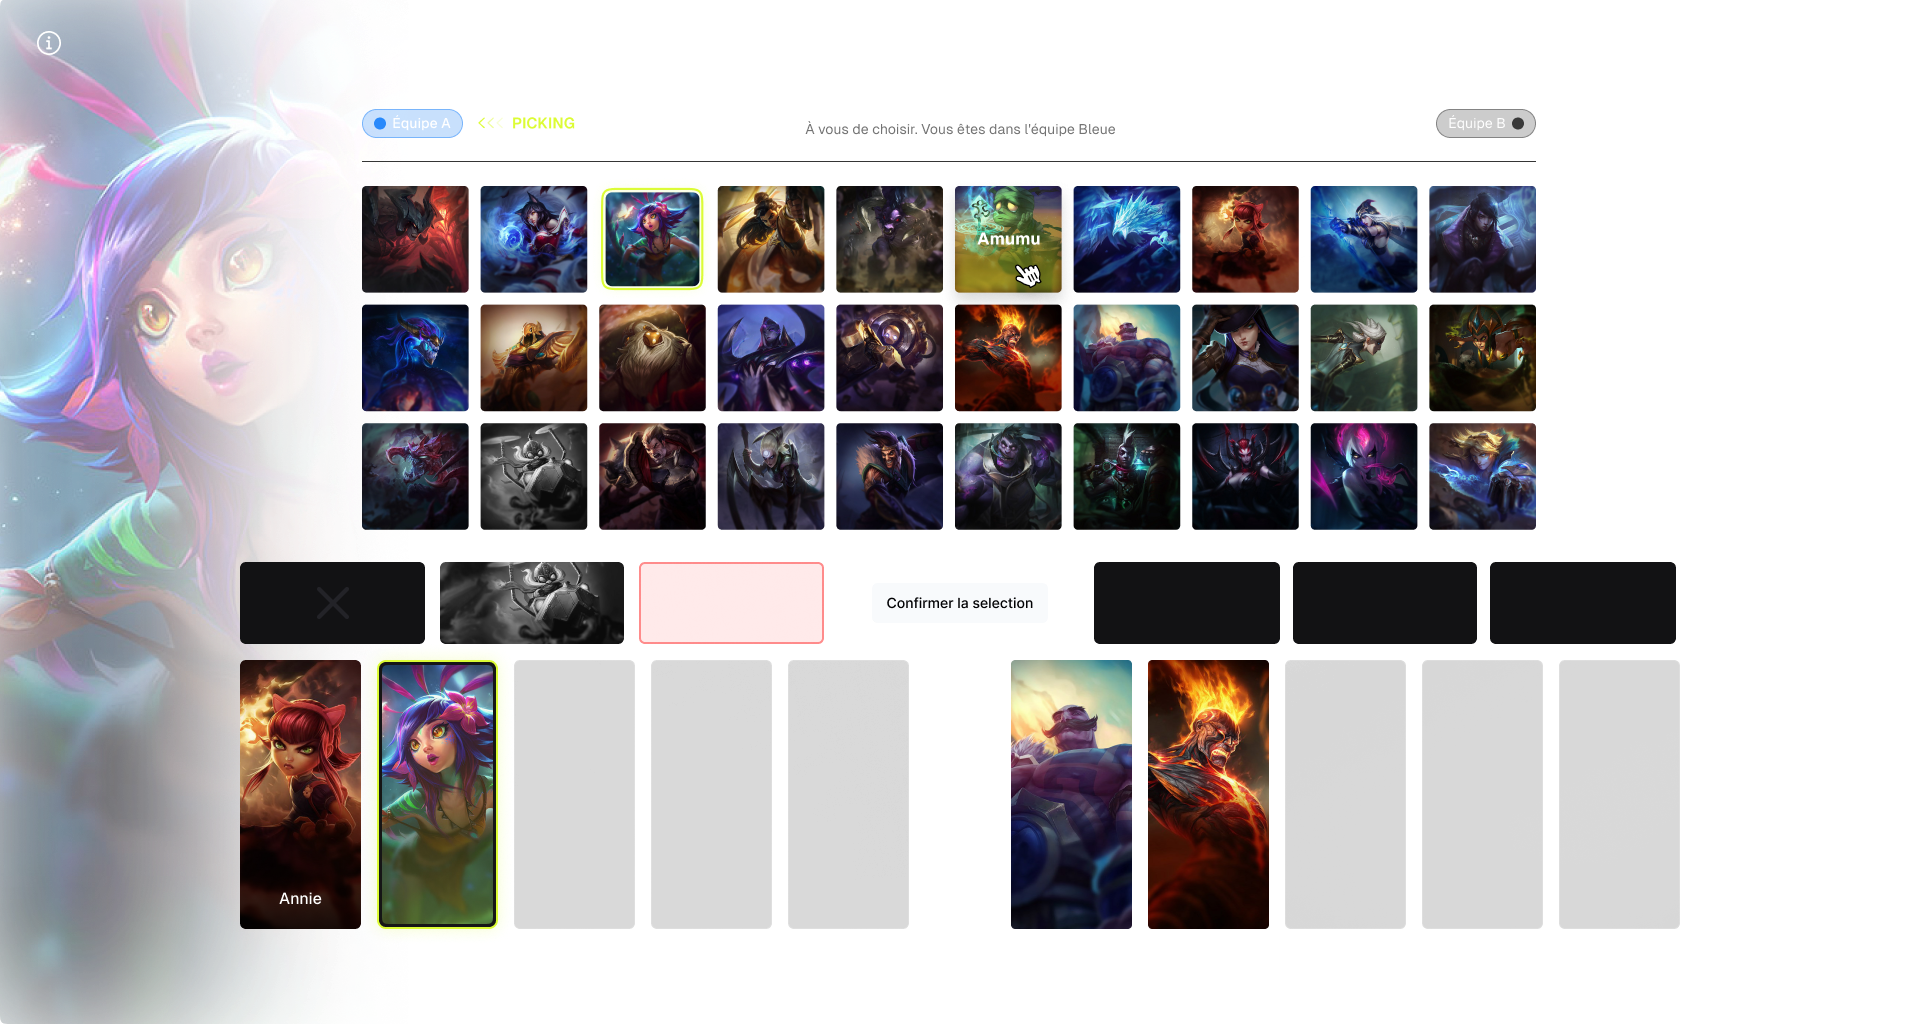 Équipe A
PICKING
À vous de choisir. Vous êtes dans l'équipe Bleue
Équipe B
Amumu
Confirmer la selection
Annie